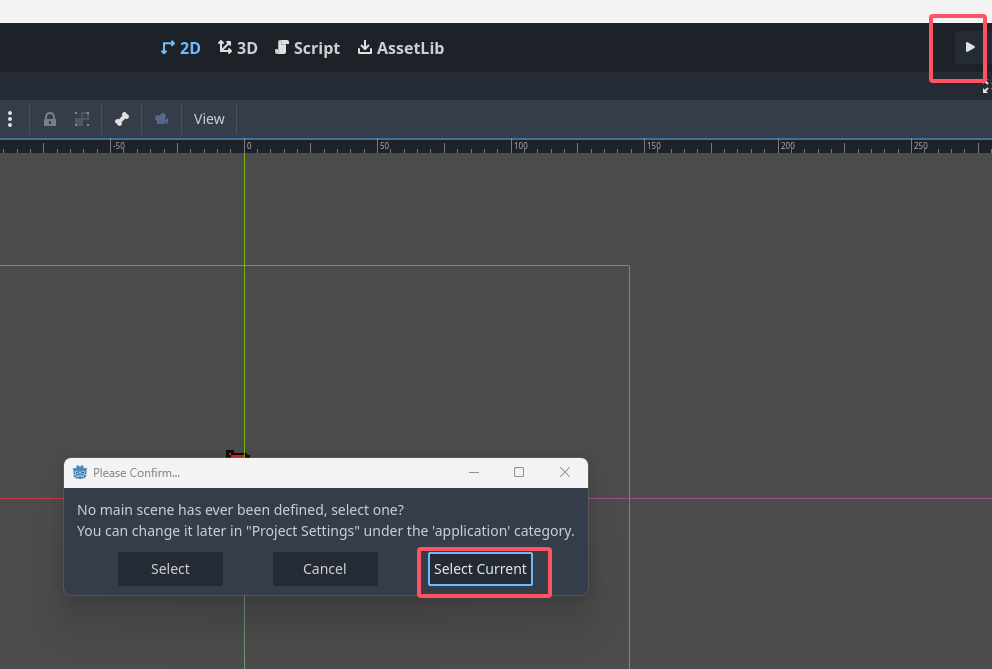 2D 3D Script AssetLib
View
-50 0 50 100 150 200 250
Please Confirm...
No main scene has ever been defined, select one?
You can change it later in "Project Settings" under the 'application' category.
Select Cancel Select Current